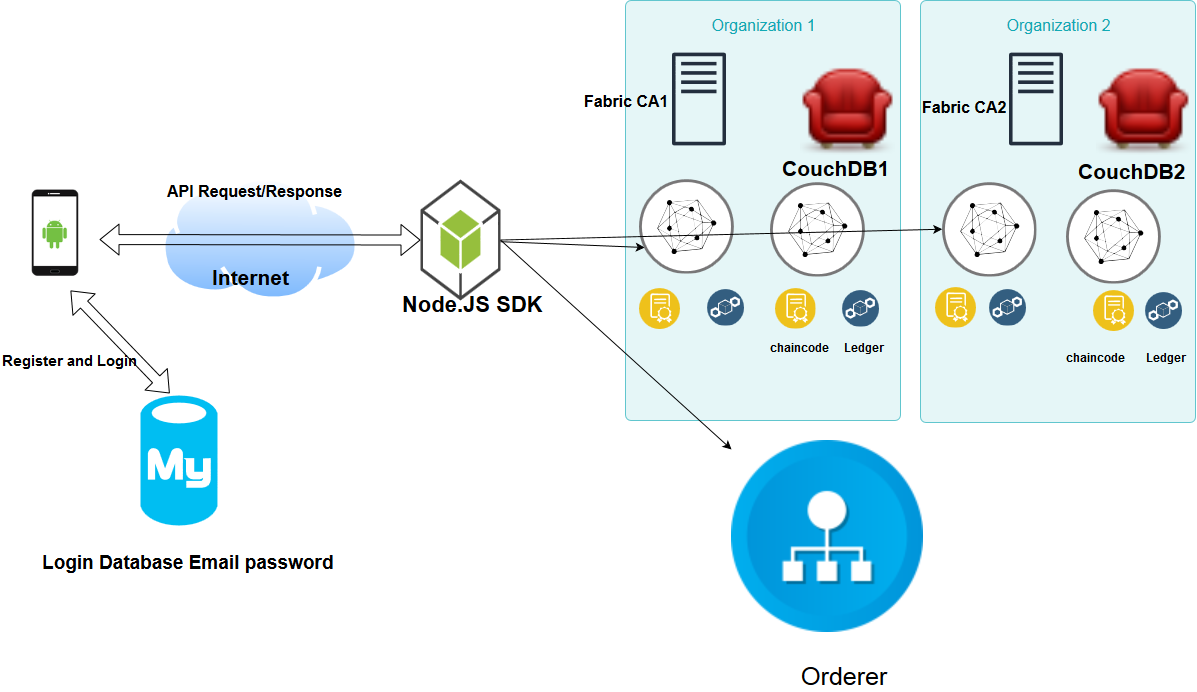 Organization 1
Organization 2
Fabric CA1
Fabric CA2
CouchDB1
CouchDB2
API Request/Response
Internet
Node.JS SDK
chaincode
Ledger
chaincode
Ledger
Register and Login
My
Login Database Email password
Orderer